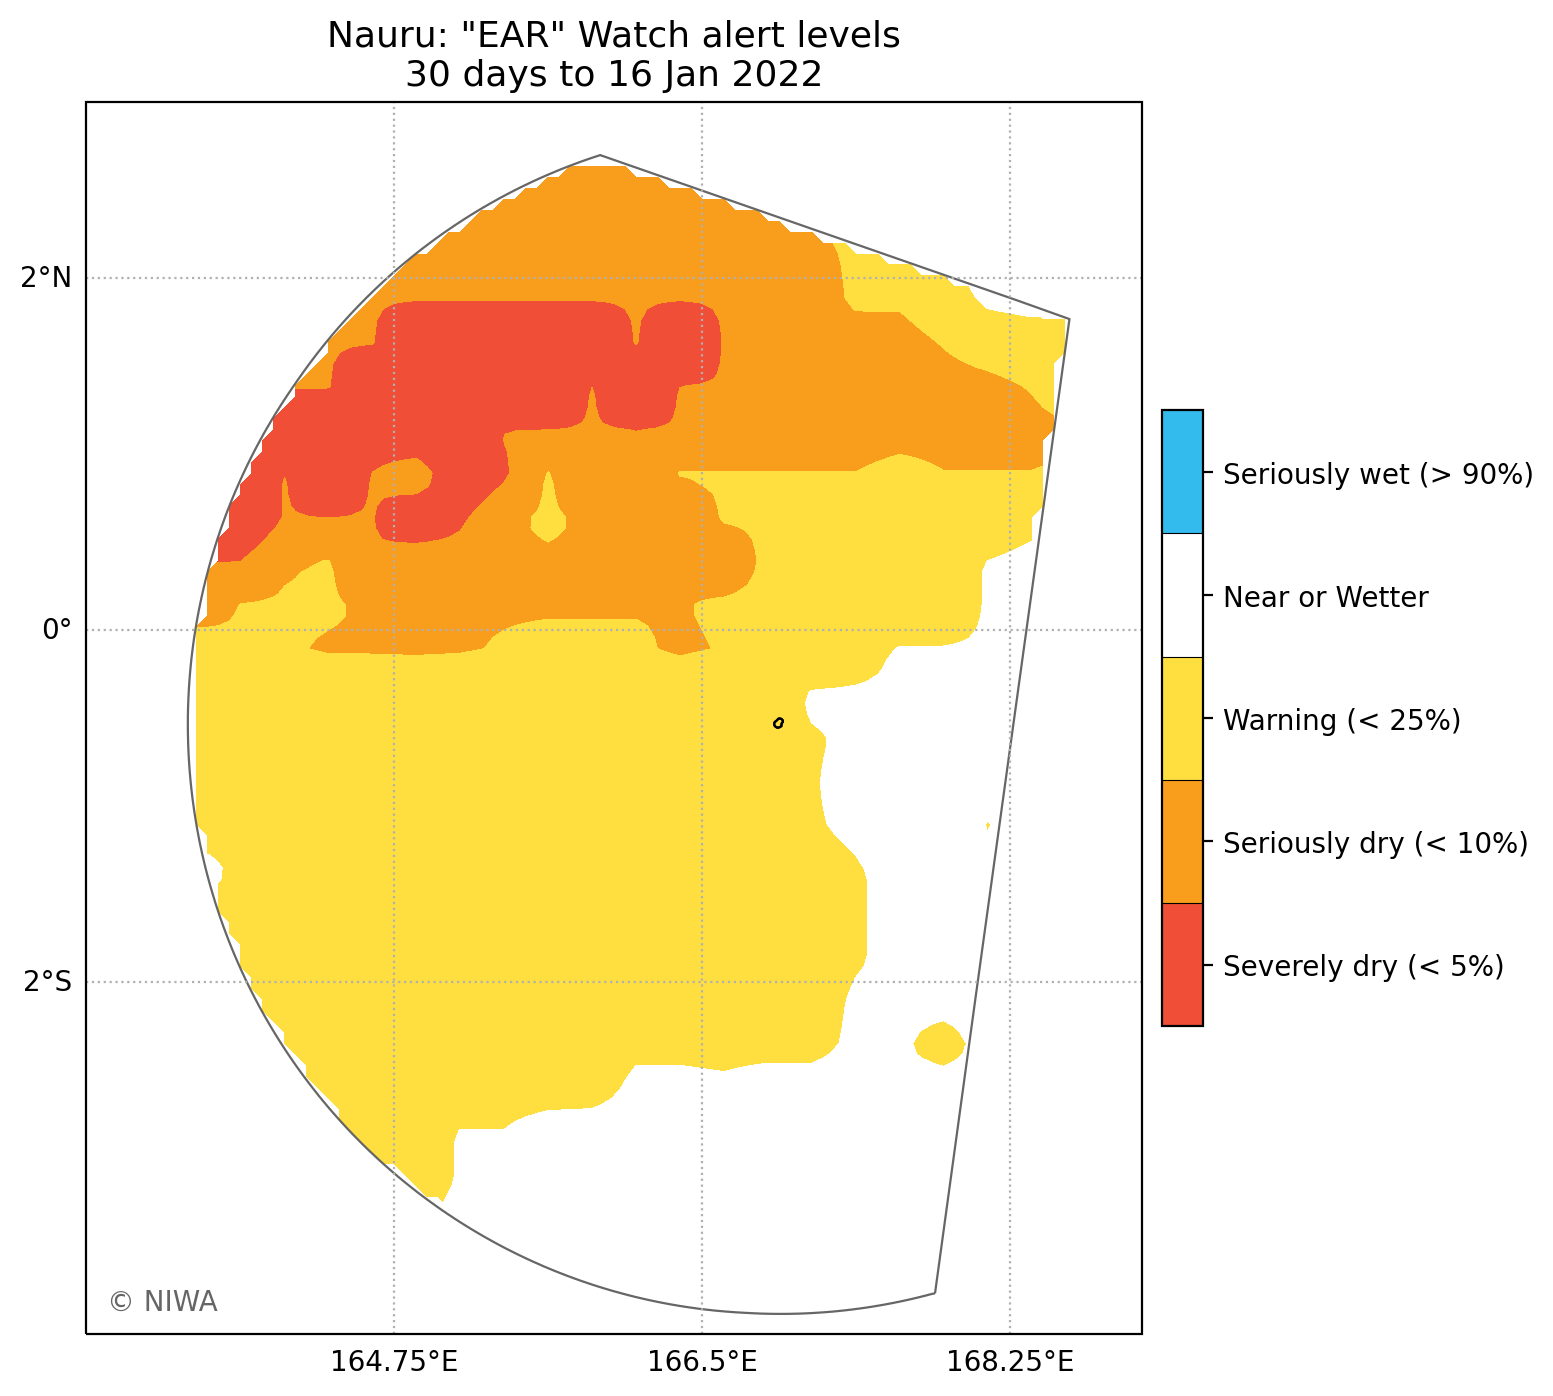 Nauru: "EAR" Watch alert levels
30 days to 16 Jan 2022
2°N
0°
2°S
164.75°E
166.5°E
168.25°E
Seriously wet (> 90%)
Near or Wetter
Warning (< 25%)
Seriously dry (< 10%)
Severely dry (< 5%)
© NIWA